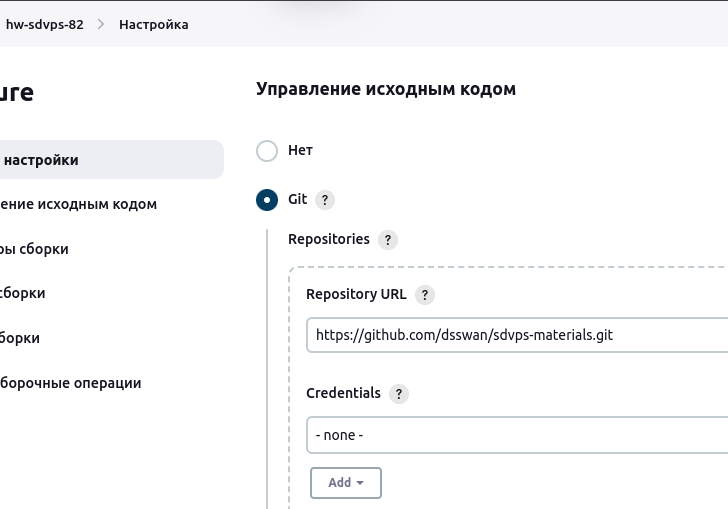 hw-sdvps-82 > Настройка
ure
настройки
ение исходным кодом
ры сборки
сборки
борки
борочные операции
Управление исходным кодом
Нет
Git ?
Repositories ?
Repository URL ?
https://github.com/dsswan/sdvps-materials.git
Credentials ?
- none -
Add